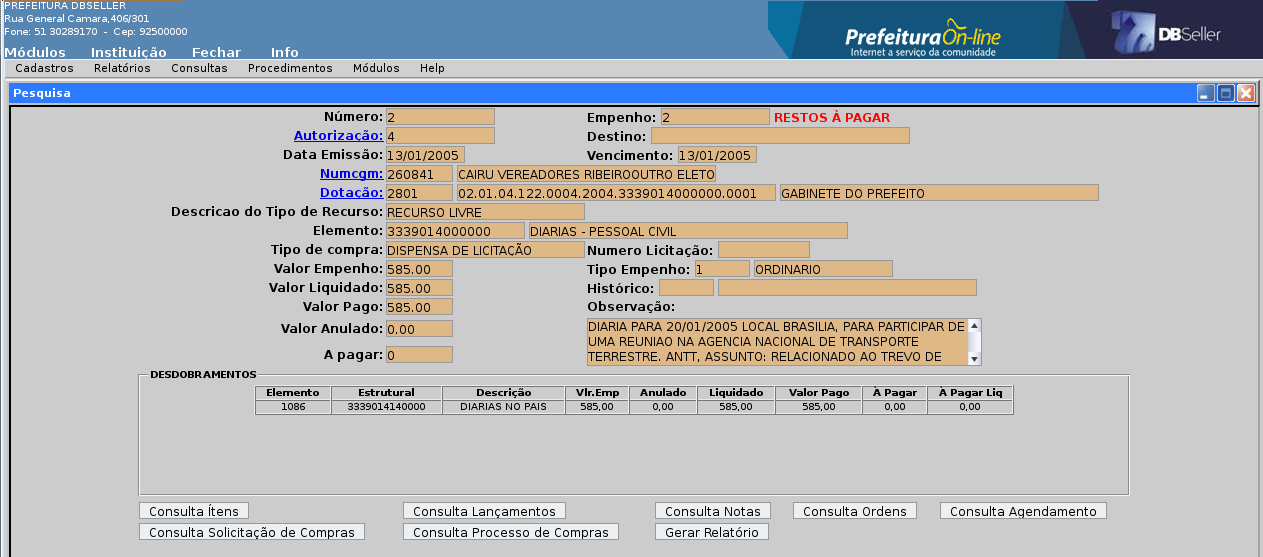 PREFEITURA DBSELLER
Rua General Camara,406/301
Fone: 51 30289170 - Cep: 92500000
Prefeitura On-line
Internet a serviço da comunidade
DBSeller
Módulos Instituição Fechar Info
Cadastros Relatórios Consultas Procedimentos Módulos Help
Pesquisa
Número: 2 Empenho: 2 RESTOS À PAGAR
Autorização: 4 Destino:
Data Emissão: 13/01/2005 Vencimento: 13/01/2005
Numcgm: 260841 CAIRU VEREADORES RIBEIROOUTRO ELETO
Dotação: 2801 02.01.04.122.0004.2004.3339014000000.0001 GABINETE DO PREFEITO
Descricao do Tipo de Recurso: RECURSO LIVRE
Elemento: 3339014000000 DIARIAS - PESSOAL CIVIL
Tipo de compra: DISPENSA DE LICITAÇÃO Numero Licitação:
Valor Empenho: 585.00 Tipo Empenho: 1 ORDINARIO
Valor Liquidado: 585.00 Histórico:
Valor Pago: 585.00 Observação:
Valor Anulado: 0.00
A pagar: 0
DIARIA PARA 20/01/2005 LOCAL BRASILIA, PARA PARTICIPAR DE
UMA REUNIAO NA AGENCIA NACIONAL DE TRANSPORTE
TERRESTRE. ANTT, ASSUNTO: RELACIONADO AO TREVO DE
DESDOBRAMENTOS
Elemento Estrutural Descrição Vlr.Emp Anulado Liquidado Valor Pago À Pagar À Pagar Liq
1086 3339014140000 DIARIAS NO PAIS 585,00 0,00 585,00 585,00 0,00 0,00
Consulta Ítens Consulta Lançamentos Consulta Notas Consulta Ordens Consulta Agendamento
Consulta Solicitação de Compras Consulta Processo de Compras Gerar Relatório